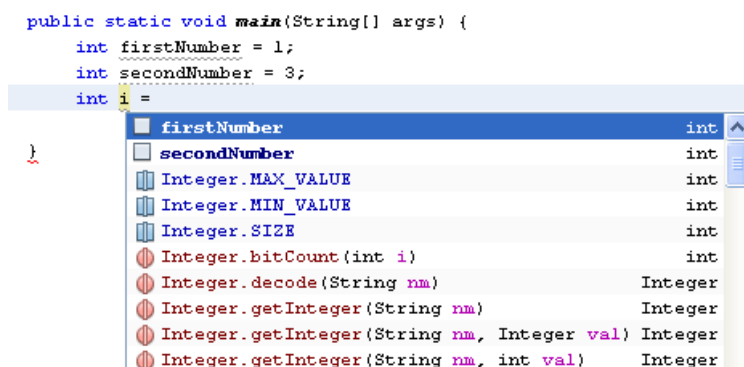 public static void main(String[] args) {
int firstNumber = 1;
int secondNumber = 3;
int i =
firstNumber int
secondNumber int
}
Integer.MAX_VALUE int
Integer.MIN_VALUE int
Integer.SIZE int
Integer.bitCount(int i) int
Integer.decode(String nm) Integer
Integer.getInteger(String nm) Integer
Integer.getInteger(String nm, Integer val) Integer
Integer.getInteger(String nm, int val) Integer